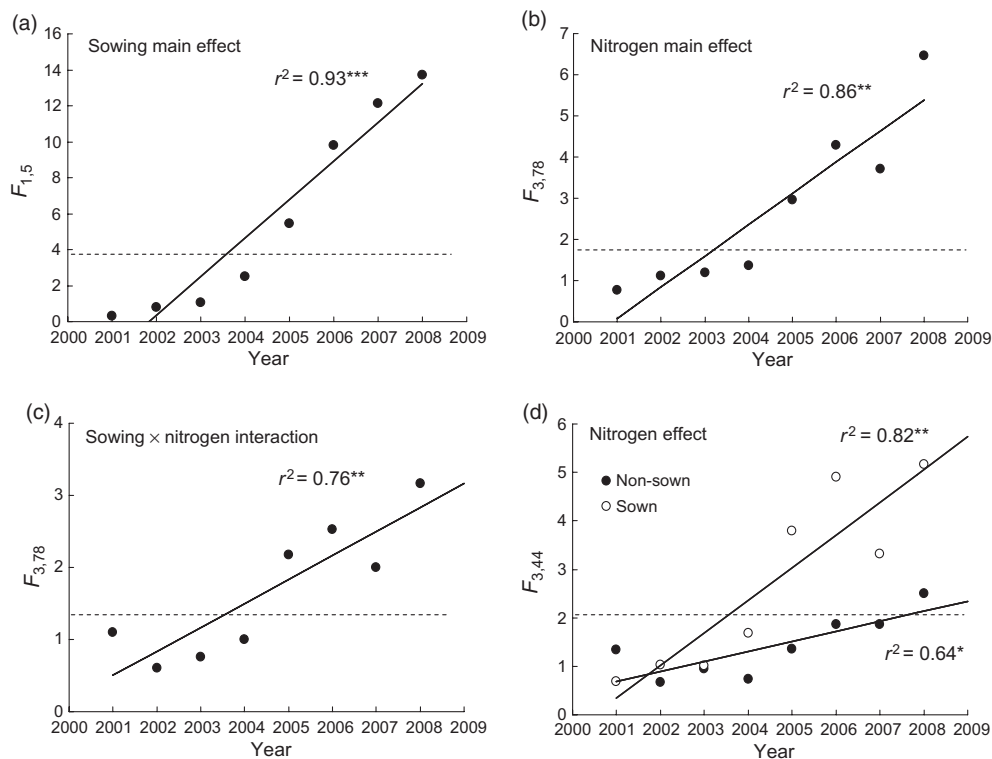 (a)
Sowing main effect
r² = 0.93***
16
14
12
10
8
6
4
2
0
F1,5
2000 2001 2002 2003 2004 2005 2006 2007 2008 2009
Year
(b)
Nitrogen main effect
r² = 0.86**
7
6
5
4
3
2
1
0
F3,78
2000 2001 2002 2003 2004 2005 2006 2007 2008 2009
Year
(c)
Sowing × nitrogen interaction
r² = 0.76**
4
3
2
1
0
F3,78
2000 2001 2002 2003 2004 2005 2006 2007 2008 2009
Year
(d)
Nitrogen effect
r² = 0.82**
Non-sown
Sown
r² = 0.64*
6
5
4
3
2
1
0
F3,44
2000 2001 2002 2003 2004 2005 2006 2007 2008 2009
Year